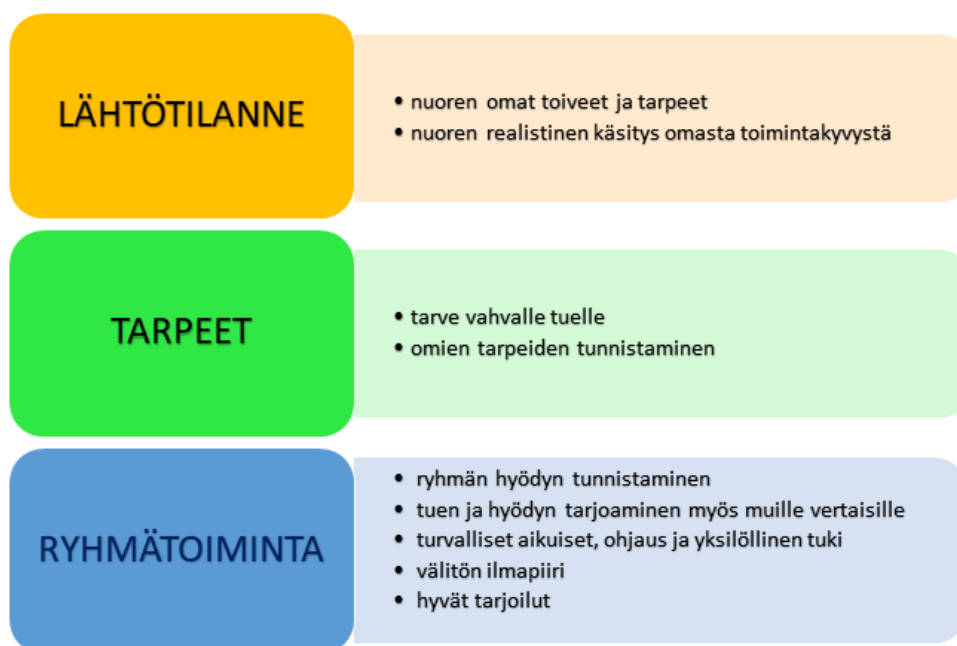 LÄHTÖTILANNE
• nuoren omat toiveet ja tarpeet
• nuoren realistinen käsitys omasta toimintakyvystä
TARPEET
• tarve vahvalle tuelle
• omien tarpeiden tunnistaminen
RYHMÄTOIMINTA
• ryhmän hyödyn tunnistaminen
• tuen ja hyödyn tarjoaminen myös muille vertaisille
• turvalliset aikuiset, ohjaus ja yksilöllinen tuki
• välitön ilmapiiri
• hyvät tarjoilut